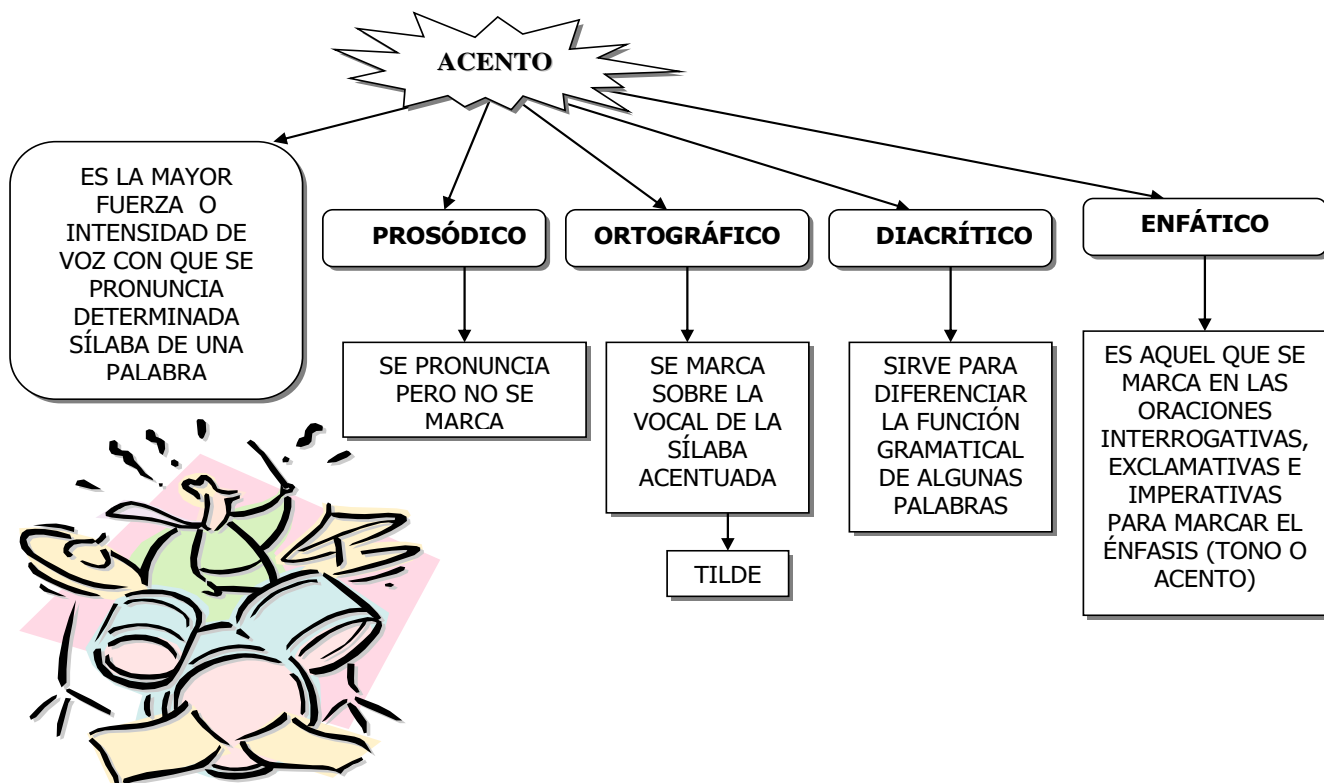 ACENTO
ES LA MAYOR
FUERZA O
INTENSIDAD DE
VOZ CON QUE SE
PRONUNCIA
DETERMINADA
SÍLABA DE UNA
PALABRA
PROSÓDICO
SE PRONUNCIA
PERO NO SE
MARCA
ORTOGRÁFICO
SE MARCA
SOBRE LA
VOCAL DE LA
SÍLABA
ACENTUADA
TILDE
DIACRÍTICO
SIRVE PARA
DIFERENCIAR
LA FUNCIÓN
GRAMATICAL
DE ALGUNAS
PALABRAS
ENFÁTICO
ES AQUEL QUE SE
MARCA EN LAS
ORACIONES
INTERROGATIVAS,
EXCLAMATIVAS E
IMPERATIVAS
PARA MARCAR EL
ÉNFASIS (TONO O
ACENTO)